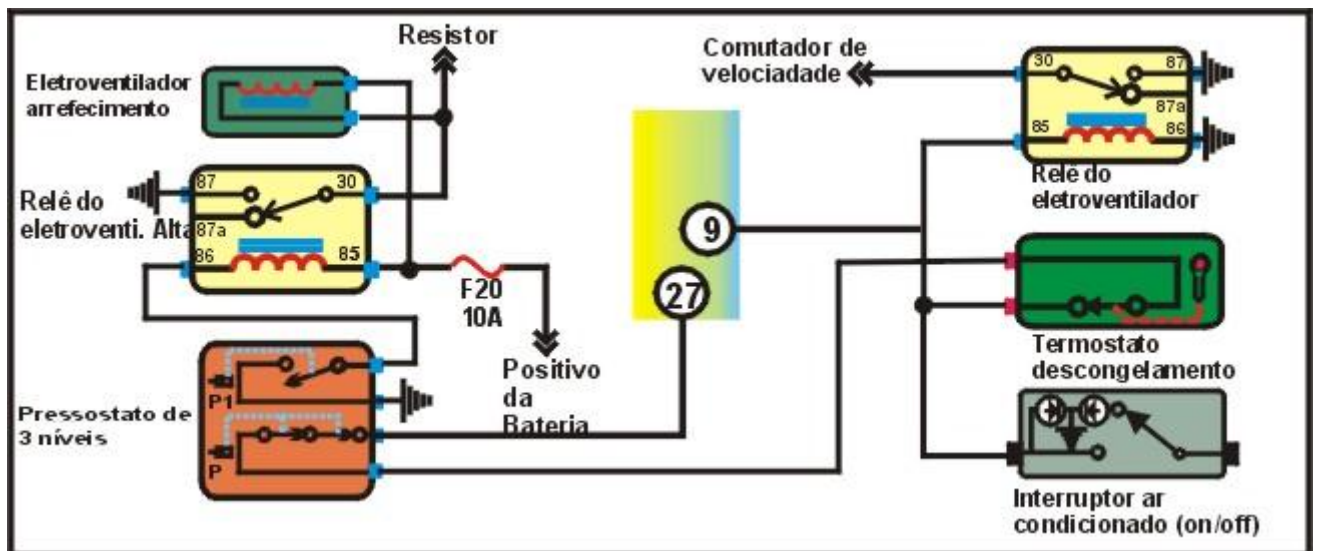 Resistor
Eletroventilador
arrefecimento
Relê do
eletroventi. Alta
87
30
87a
86
85
F20
10A
Positivo
da
Bateria
Pressostato de
3 níveis
P1
P
9
27
Comutador de
velociadade
30
87
87a
85
86
Relê do
eletroventilador
Termostato
descongelamento
Interruptor ar
condicionado (on/off)